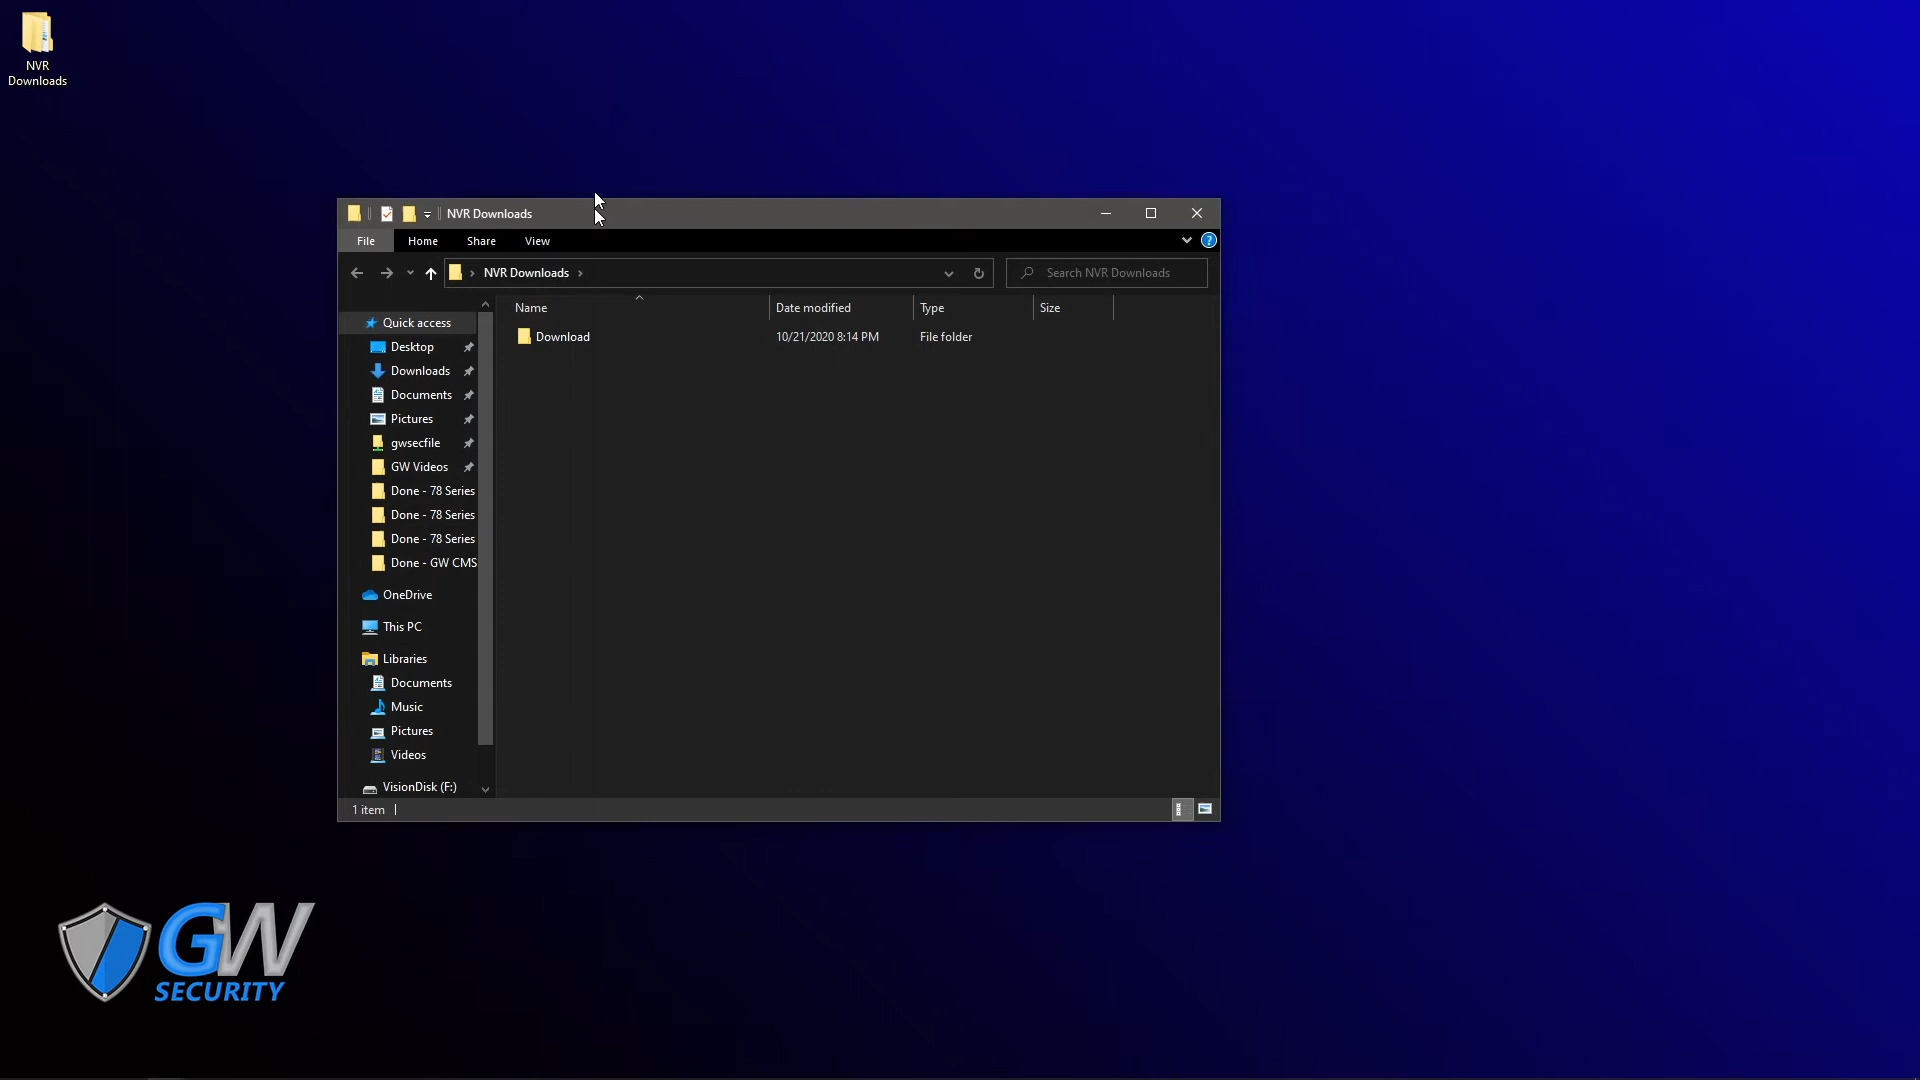 NVR
Downloads
NVR Downloads
File Home Share View
NVR Downloads
Search NVR Downloads
Name Date modified Type Size
Download 10/21/2020 8:14 PM File folder
Quick access
Desktop
Downloads
Documents
Pictures
gwsecfile
GW Videos
Done - 78 Series
Done - 78 Series
Done - 78 Series
Done - GW CMS
OneDrive
This PC
Libraries
Documents
Music
Pictures
Videos
VisionDisk (F:)
1 item
GW
SECURITY